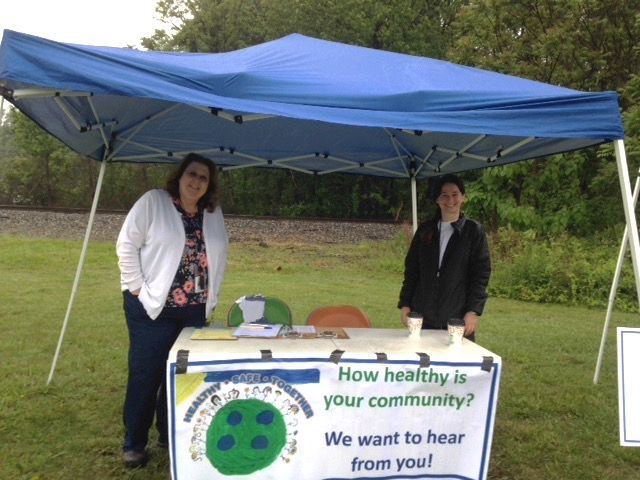 HEALTHY • SAFE • TOGETHER
How healthy is
your community?
We want to hear
from you!